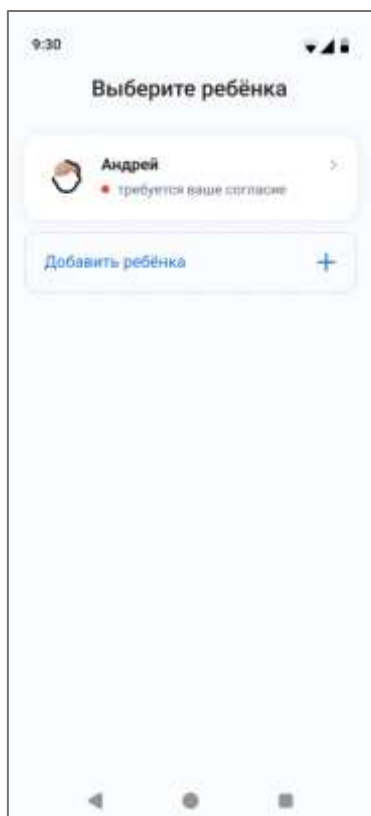 9:30
Выберите ребёнка
Андрей
требуется ваше согласие
Добавить ребёнка